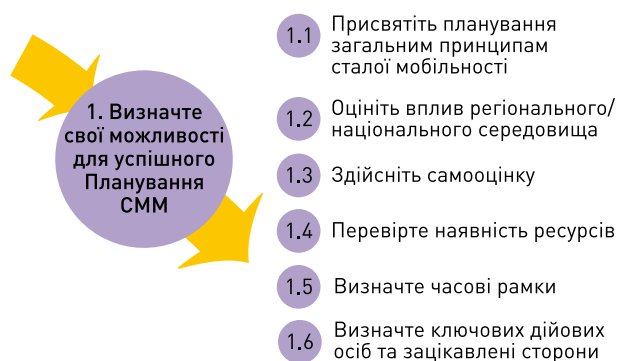 1. Визначте
свої можливості
для успішного
Планування
СММ
1.1 Присвятіть планування
загальним принципам
сталої мобільності
1.2 Оцініть вплив регіонального/
національного середовища
1.3 Здійсніть самооцінку
1.4 Перевірте наявність ресурсів
1.5 Визначте часові рамки
1.6 Визначте ключових дійових
осіб та зацікавлені сторони